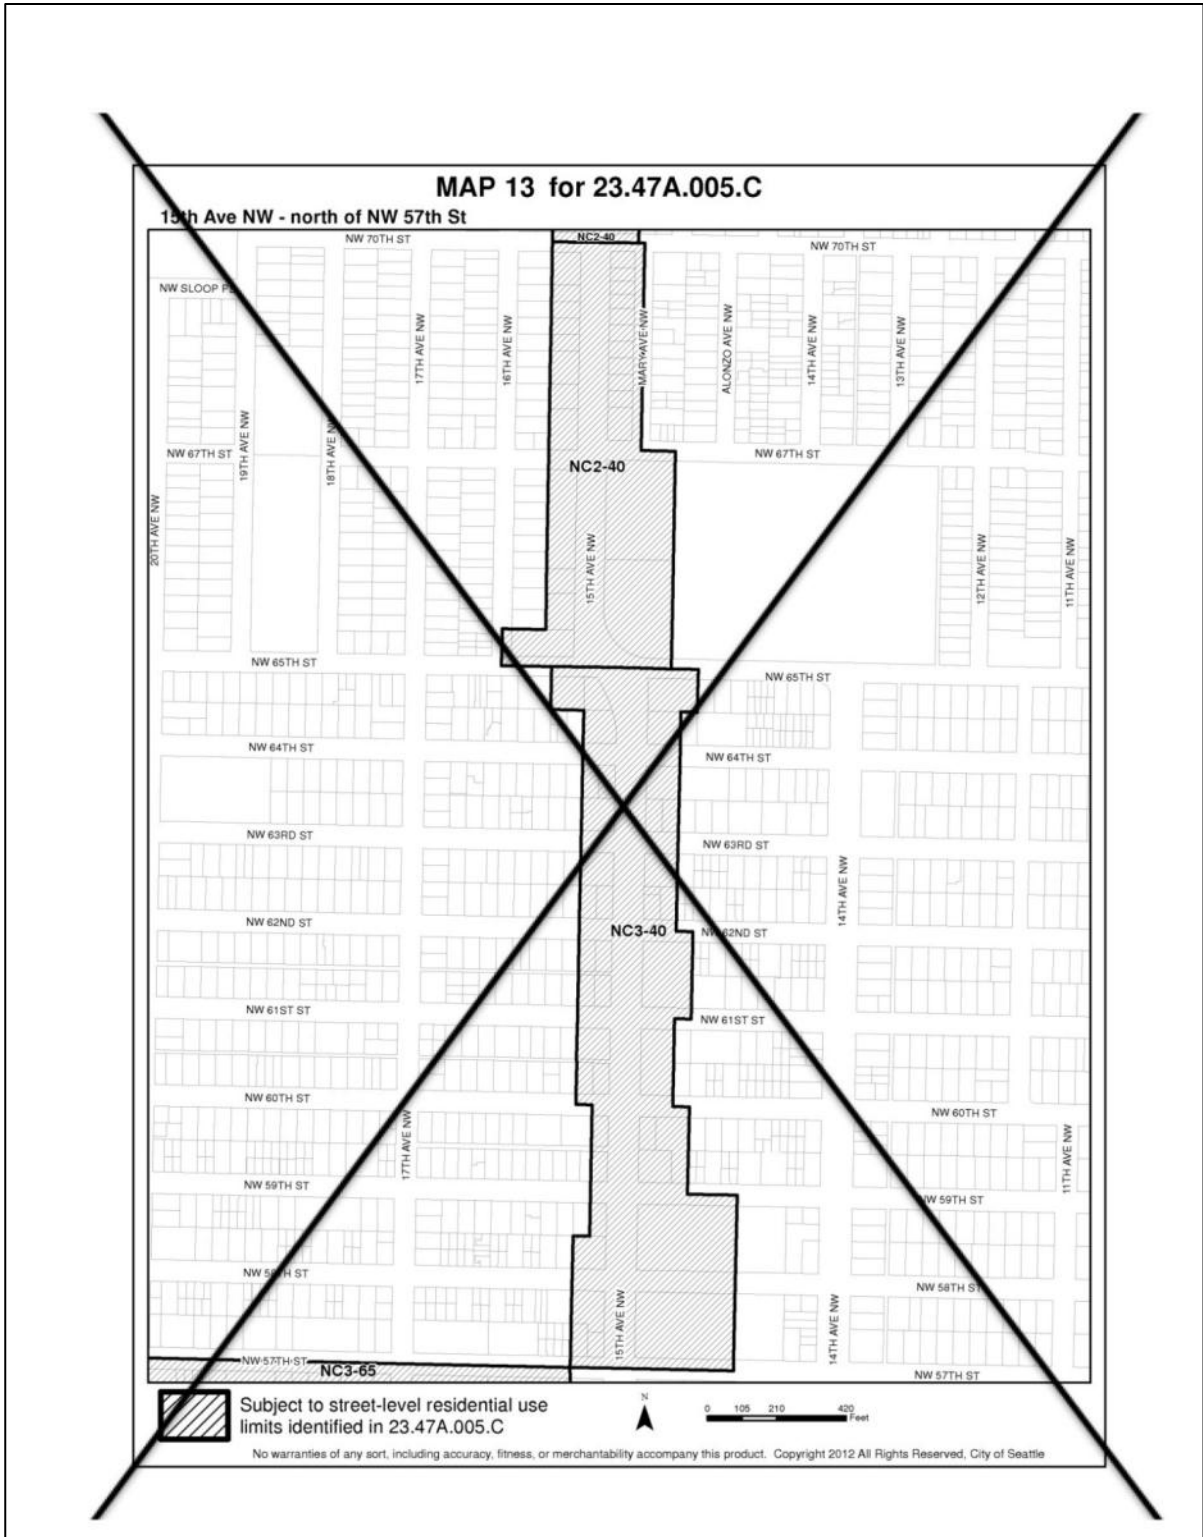 MAP 13 for 23.47A.005.C
15th Ave NW - north of NW 57th St
NW 70TH ST
NC2-40
NW 70TH ST
NW SLOOP PL
17TH AVE NW
16TH AVE NW
MARY AVE NW
ALONZO AVE NW
14TH AVE NW
13TH AVE NW
19TH AVE NW
18TH AVE NW
NW 67TH ST
NC2-40
NW 67TH ST
20TH AVE NW
15TH AVE NW
12TH AVE NW
11TH AVE NW
NW 65TH ST
NW 65TH ST
NW 64TH ST
NW 64TH ST
NW 63RD ST
NW 63RD ST
14TH AVE NW
NW 62ND ST
NC3-40
NW 62ND ST
NW 61ST ST
NW 61ST ST
NW 60TH ST
NW 60TH ST
17TH AVE NW
11TH AVE NW
NW 59TH ST
NW 59TH ST
NW 58TH ST
NW 58TH ST
15TH AVE NW
14TH AVE NW
NW 57TH ST
NC3-65
NW 57TH ST
Subject to street-level residential use
limits identified in 23.47A.005.C
N
0 105 210 420
Feet
No warranties of any sort, including accuracy, fitness, or merchantability accompany this product. Copyright 2012 All Rights Reserved, City of Seattle